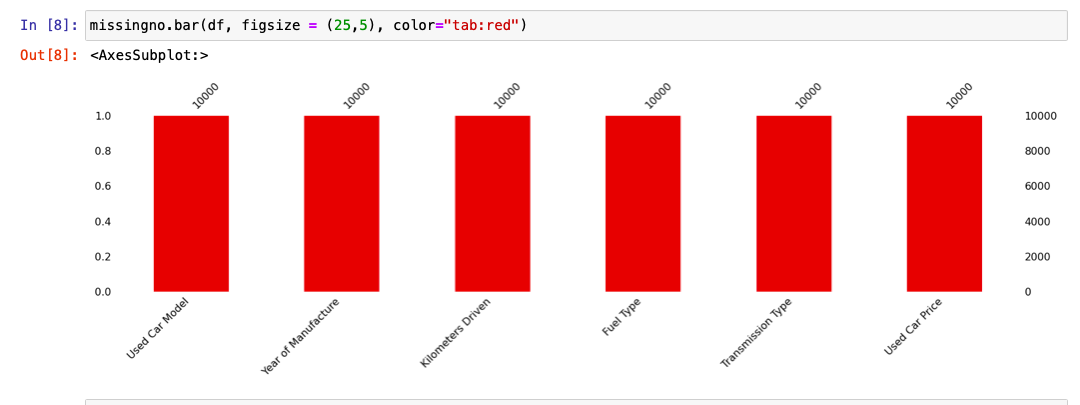 In [8]: missingno.bar(df, figsize = (25,5), color="tab:red")
Out[8]: <AxesSubplot:>
10000 10000 10000 10000 10000 10000
1.0 10000
0.8 8000
0.6 6000
0.4 4000
0.2 2000
0.0 0
Used Car Model Year of Manufacture Kilometers Driven Fuel Type Transmission Type Used Car Price